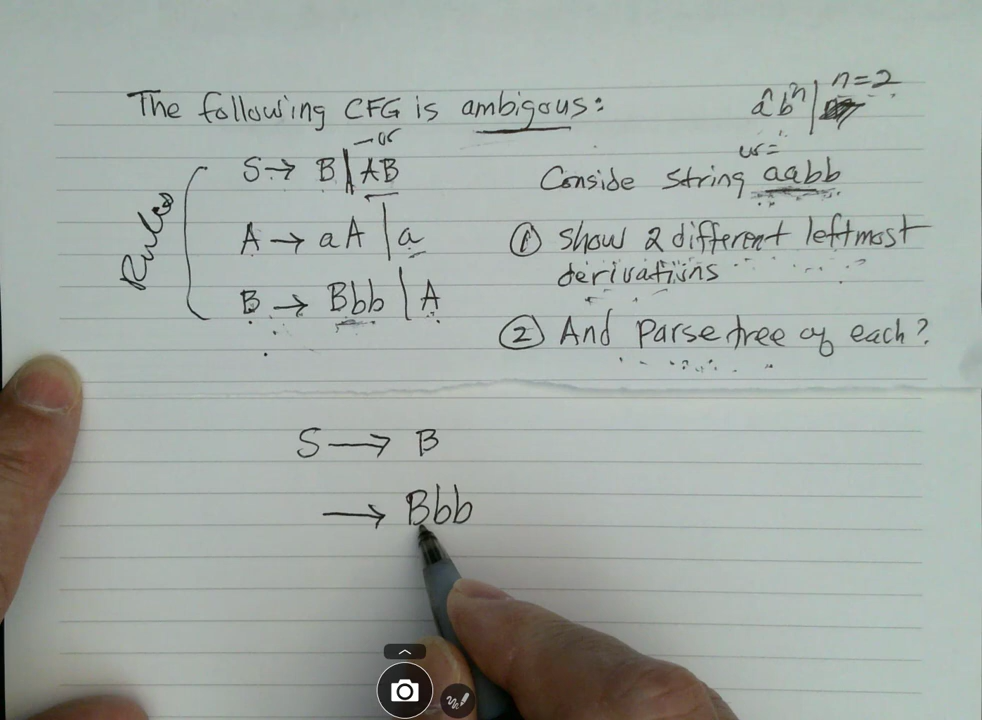 The following CFG is ambigous:
a^n b^n | n=2
S → B | AB
— or
Rules
A → aA | a
B → Bbb | A
Conside string aabb
① show 2 different leftmost
derivations
② And Parse tree of each?
S → B
→ Bbb